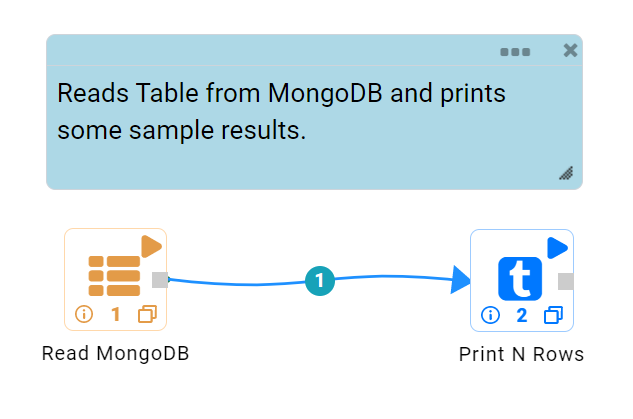 Reads Table from MongoDB and prints
some sample results.
1
1
2
Read MongoDB
Print N Rows